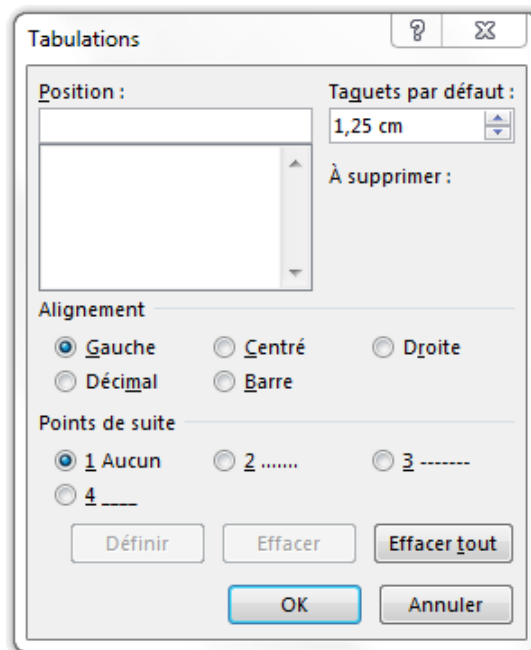 Tabulations
Position : Taquets par défaut :
1,25 cm
À supprimer :
Alignement
Gauche Centré Droite
Décimal Barre
Points de suite
1 Aucun 2 ....... 3 -------
4 ____
Définir Effacer Effacer tout
OK Annuler